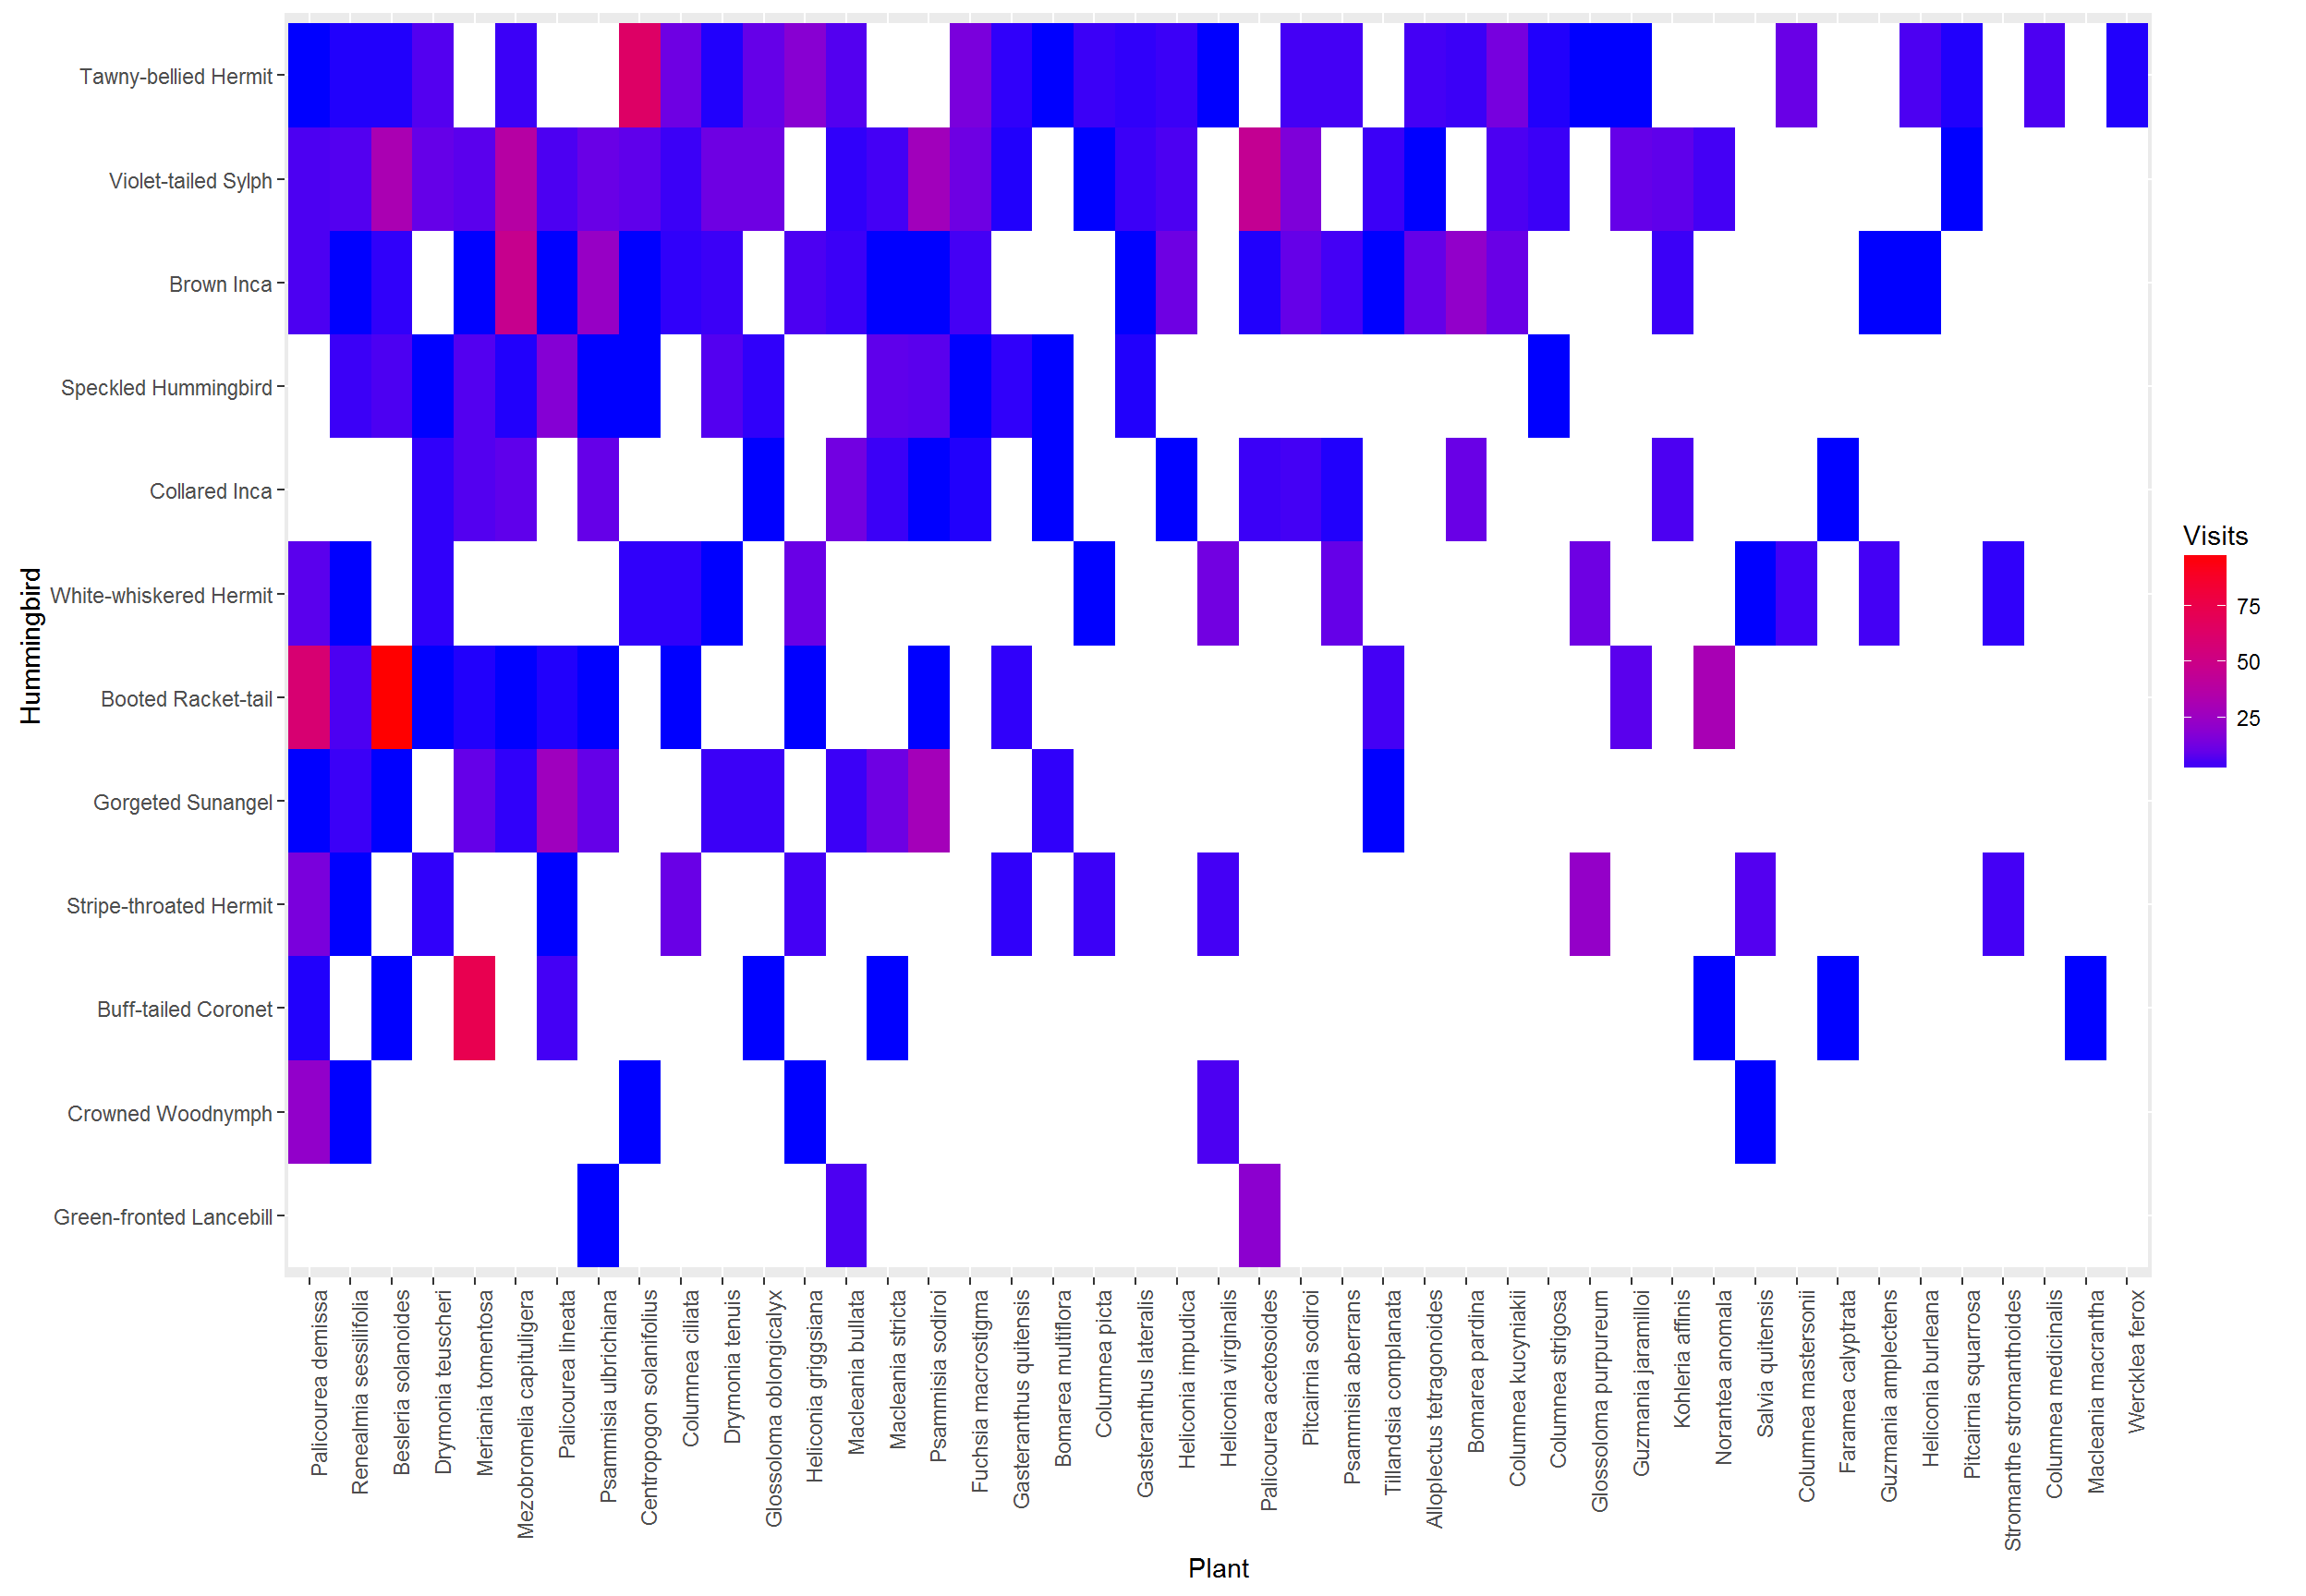 Hummingbird
Tawny-bellied Hermit
Violet-tailed Sylph
Brown Inca
Speckled Hummingbird
Collared Inca
White-whiskered Hermit
Booted Racket-tail
Gorgeted Sunangel
Stripe-throated Hermit
Buff-tailed Coronet
Crowned Woodnymph
Green-fronted Lancebill
Palicourea demissa
Renealmia sessilifolia
Besleria solanoides
Drymonia teuscheri
Meriania tomentosa
Mezobromelia capituligera
Palicourea lineata
Psammisia ulbrichiana
Centropogon solanifolius
Columnea ciliata
Drymonia tenuis
Glossoloma oblongicalyx
Heliconia griggsiana
Macleania bullata
Macleania stricta
Psammisia sodiroi
Fuchsia macrostigma
Gasteranthus quitensis
Bomarea multiflora
Columnea picta
Gasteranthus lateralis
Heliconia impudica
Heliconia virginalis
Palicourea acetosoides
Pitcairnia sodiroi
Psammisia aberrans
Tillandsia complanata
Alloplectus tetragonoides
Bomarea pardina
Columnea kucyniakii
Columnea strigosa
Glossoloma purpureum
Guzmania jaramilloi
Kohleria affinis
Norantea anomala
Salvia quitensis
Columnea mastersonii
Faramea calyptrata
Guzmania amplectens
Heliconia burleana
Pitcairnia squarrosa
Stromanthe stromanthoides
Columnea medicinalis
Macleania macrantha
Wercklea ferox
Plant
Visits
75
50
25